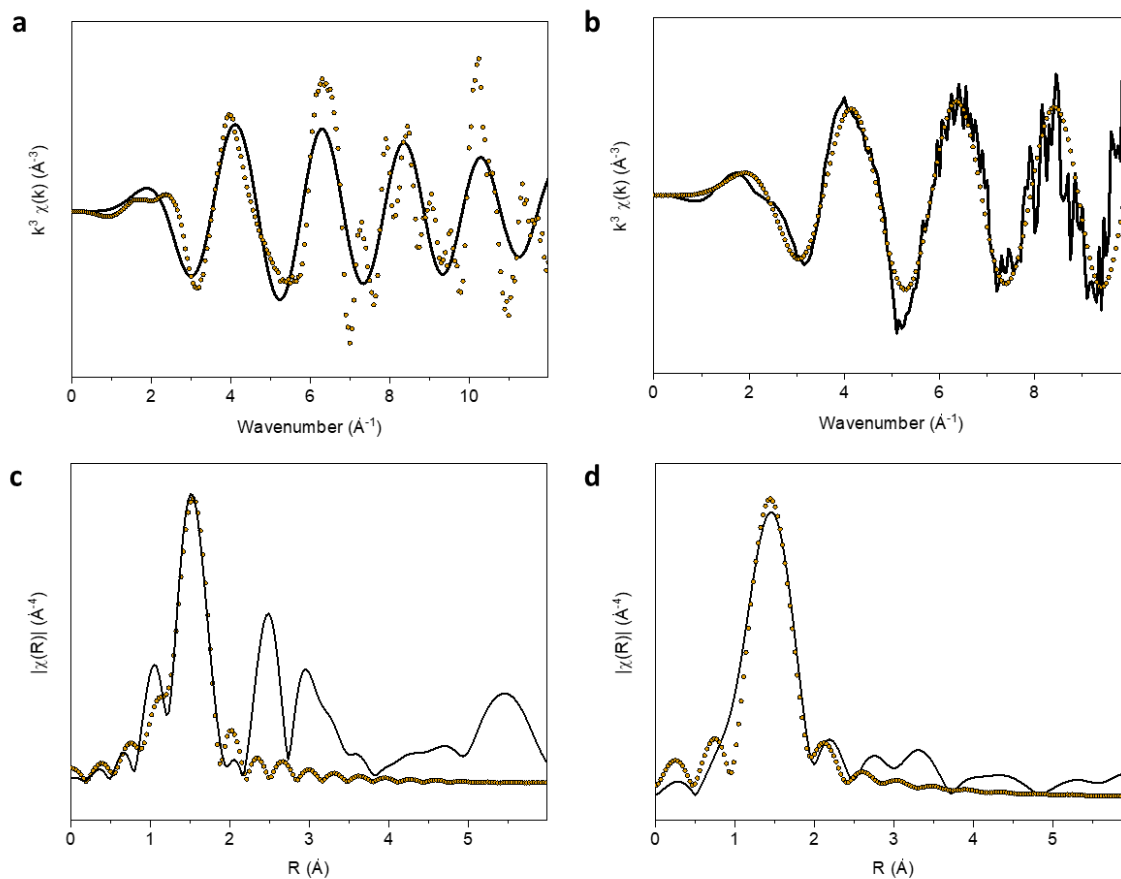 a
k³ χ(k) (Å⁻³)
0 2 4 6 8 10
Wavenumber (Å⁻¹)
b
k³ χ(k) (Å⁻³)
0 2 4 6 8
Wavenumber (Å⁻¹)
c
|χ(R)| (Å⁻⁴)
0 1 2 3 4 5
R (Å)
d
|χ(R)| (Å⁻⁴)
0 1 2 3 4 5
R (Å)